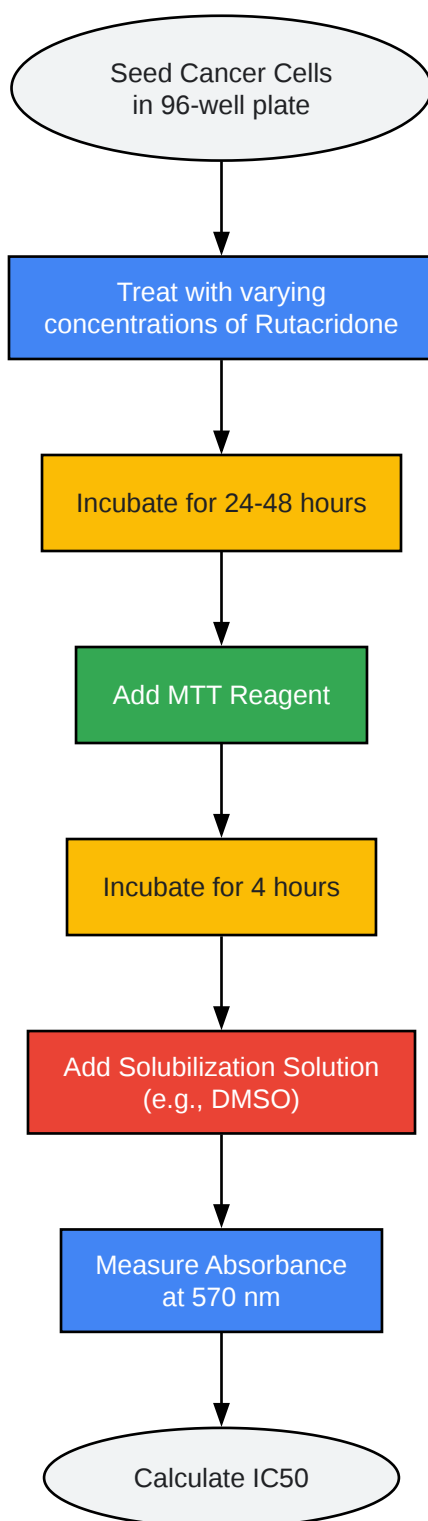 Seed Cancer Cells
in 96-well plate
Treat with varying
concentrations of Rutacridone
Incubate for 24-48 hours
Add MTT Reagent
Incubate for 4 hours
Add Solubilization Solution
(e.g., DMSO)
Measure Absorbance
at 570 nm
Calculate IC50